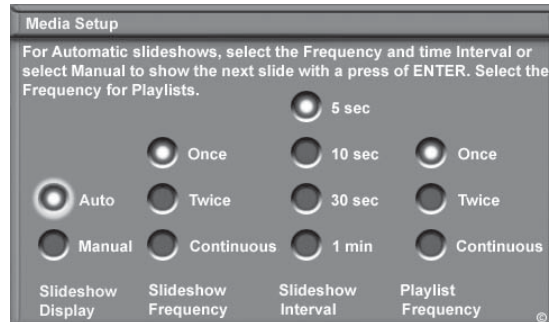 Media Setup
For Automatic slideshows, select the Frequency and time Interval or
select Manual to show the next slide with a press of ENTER. Select the
Frequency for Playlists.
5 sec
Once 10 sec Once
Auto Twice 30 sec Twice
Manual Continuous 1 min Continuous
Slideshow Slideshow Slideshow Playlist
Display Frequency Interval Frequency
©